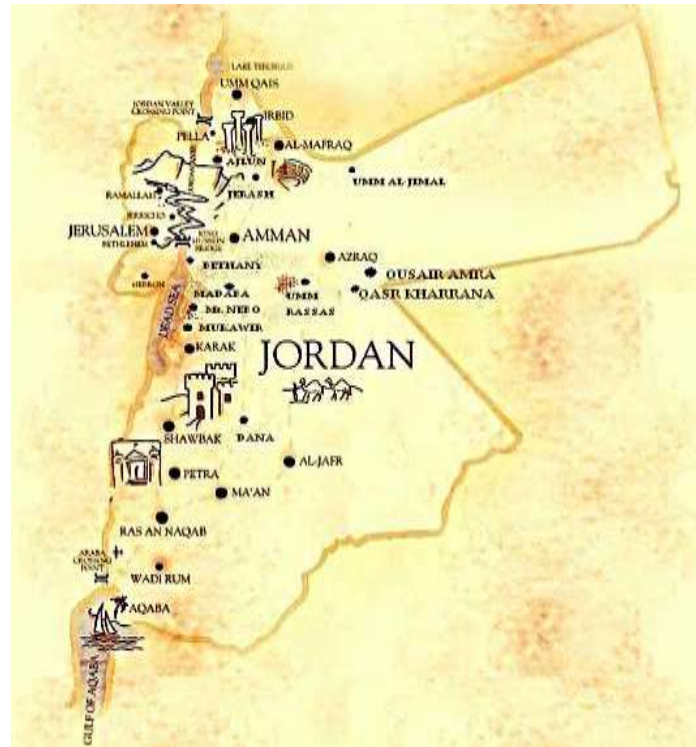 LAKE TIBERIUS
UMM QAIS
JORDAN VALLEY
CROSSING POINT
IRBID
PELLA
AL-MAFRAQ
AJLUN
UMM AL-JIMAL
JERASH
RAMALLAH
JERICHO
JERUSALEM
BETHLEHEM
KING
HUSSEIN
BRIDGE
AMMAN
AZRAQ
BETHANY
QUSAIR AMRA
HEBRON
MADABA
UMM
RASSAS
QASR KHARRANA
DEAD SEA
Mt. NEBO
MUKAWIR
KARAK
JORDAN
SHAWBAK
DANA
AL-JAFR
PETRA
MA'AN
RAS AN NAQAB
ARABA
CROSSING
POINT
WADI RUM
AQABA
GULF OF AQABA